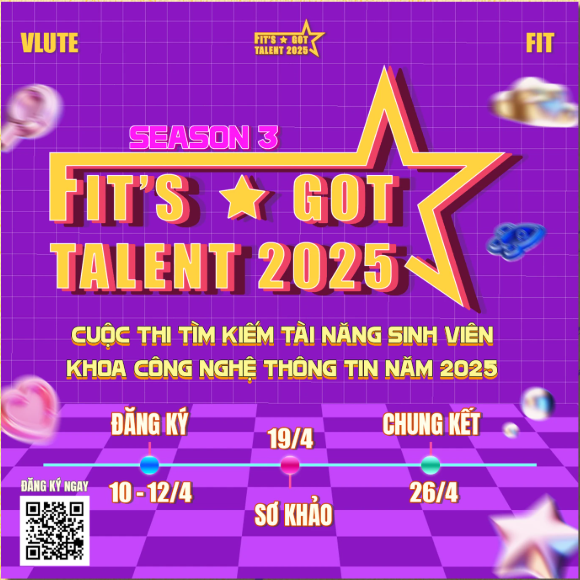 VLUTE
FIT'S ★ GOT
TALENT 2025
FIT
SEASON 3
FIT'S ★ GOT
TALENT 2025
CUỘC THI TÌM KIẾM TÀI NĂNG SINH VIÊN
KHOA CÔNG NGHỆ THÔNG TIN NĂM 2025
ĐĂNG KÝ
10 - 12/4
19/4
SƠ KHẢO
CHUNG KẾT
26/4
ĐĂNG KÝ NGAY